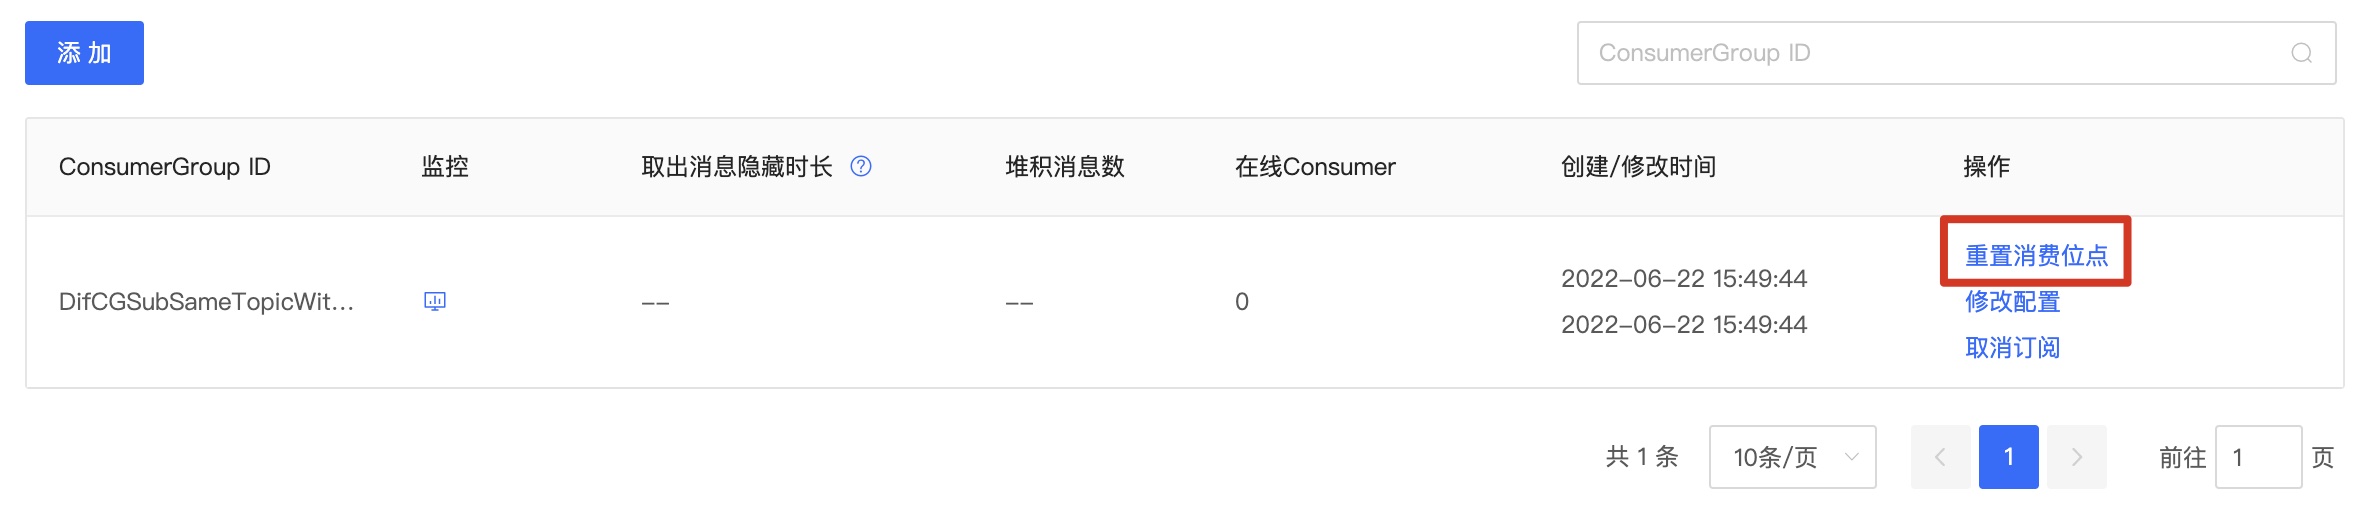 添 加
ConsumerGroup ID
ConsumerGroup ID 监控 取出消息隐藏时长 ? 堆积消息数 在线Consumer 创建/修改时间 操作
DifCGSubSameTopicWit... -- -- 0 2022-06-22 15:49:44 2022-06-22 15:49:44 重置消费位点 修改配置 取消订阅
共 1 条 10条/页 < 1 > 前往 1 页